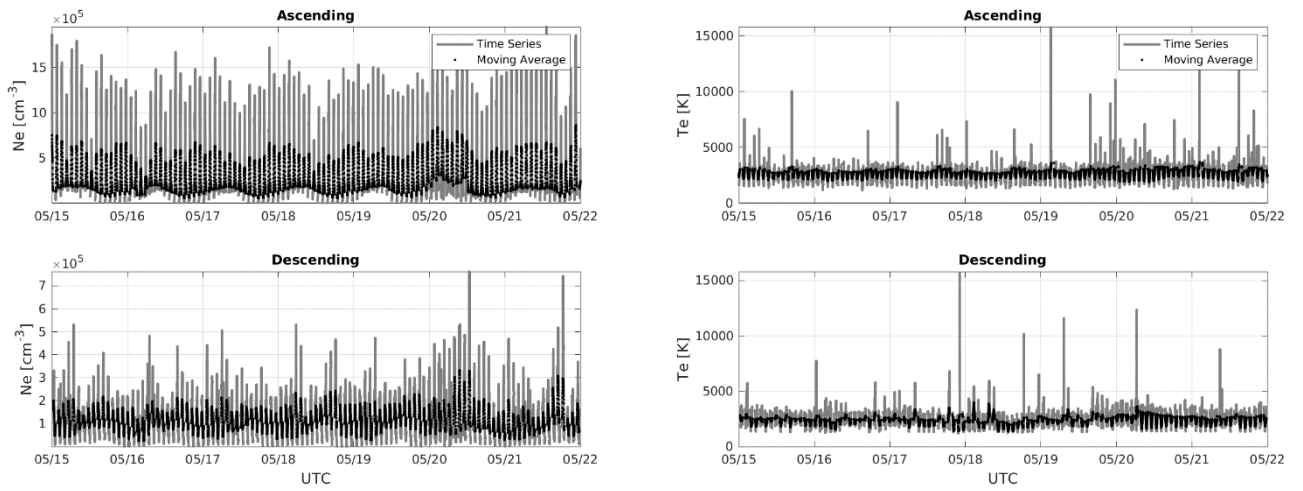 Ascending
×10⁵
Ne [cm⁻³]
15
10
5
Time Series
Moving Average
05/15 05/16 05/17 05/18 05/19 05/20 05/21 05/22
Ascending
Te [K]
15000
10000
5000
0
Time Series
Moving Average
05/15 05/16 05/17 05/18 05/19 05/20 05/21 05/22
Descending
×10⁵
Ne [cm⁻³]
7
6
5
4
3
2
1
05/15 05/16 05/17 05/18 05/19 05/20 05/21 05/22
UTC
Descending
Te [K]
15000
10000
5000
0
05/15 05/16 05/17 05/18 05/19 05/20 05/21 05/22
UTC